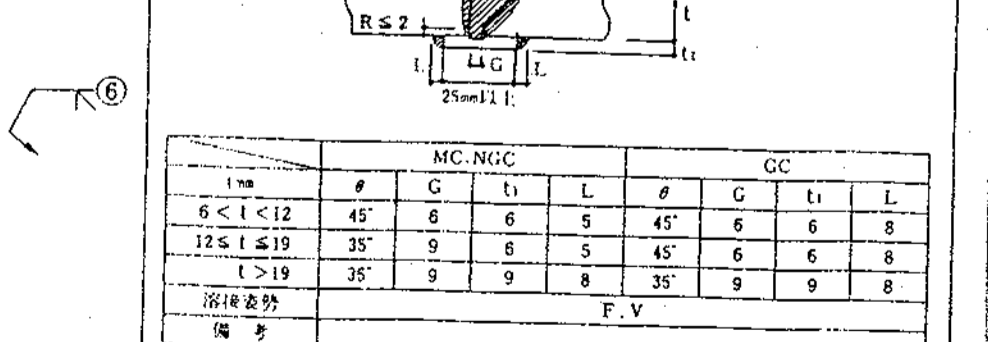 R ≤ 2
t
t₁
L G L
25mm以上
⑥
MC.NGC GC
t mm θ G t₁ L θ G t₁ L
6 < t < 12 45° 6 6 5 45° 6 6 8
12 ≤ t ≤ 19 35° 9 6 5 45° 6 6 8
t > 19 35° 9 9 8 35° 9 9 8
溶接姿勢 F . V
備 考